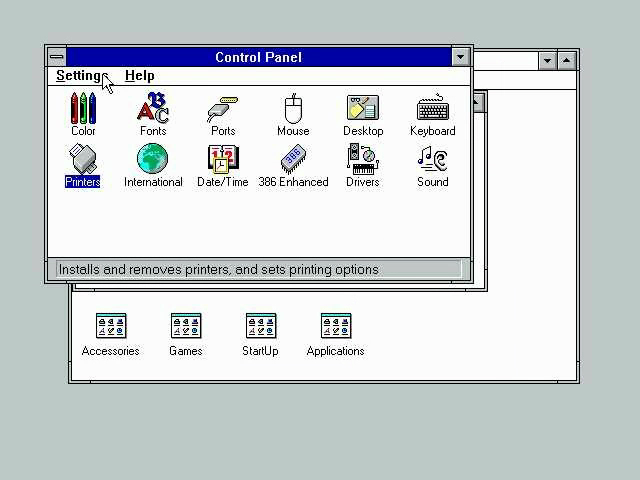 Control Panel
Settings Help
Color Fonts Ports Mouse Desktop Keyboard
Printers International Date/Time 386 Enhanced Drivers Sound
Installs and removes printers, and sets printing options
Accessories Games StartUp Applications